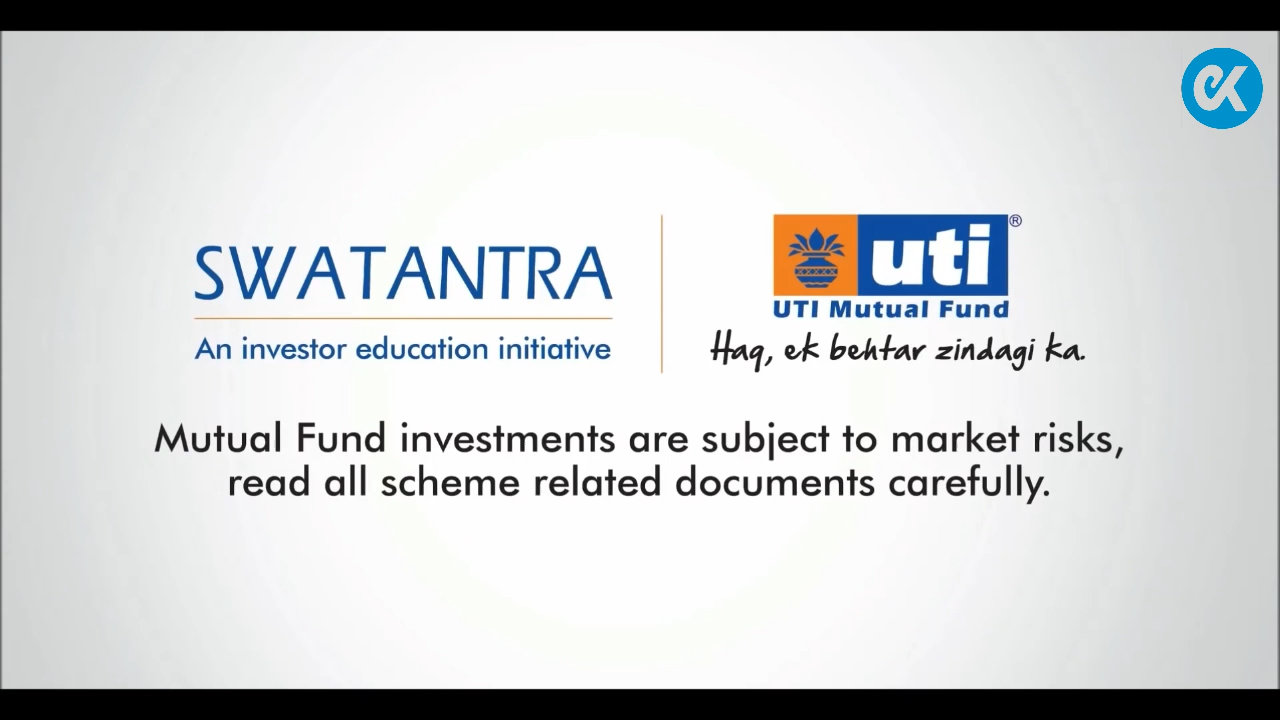 SWATANTRA
An investor education initiative
uti®
UTI Mutual Fund
Haq, ek behtar zindagi ka.
Mutual Fund investments are subject to market risks,
read all scheme related documents carefully.
CK